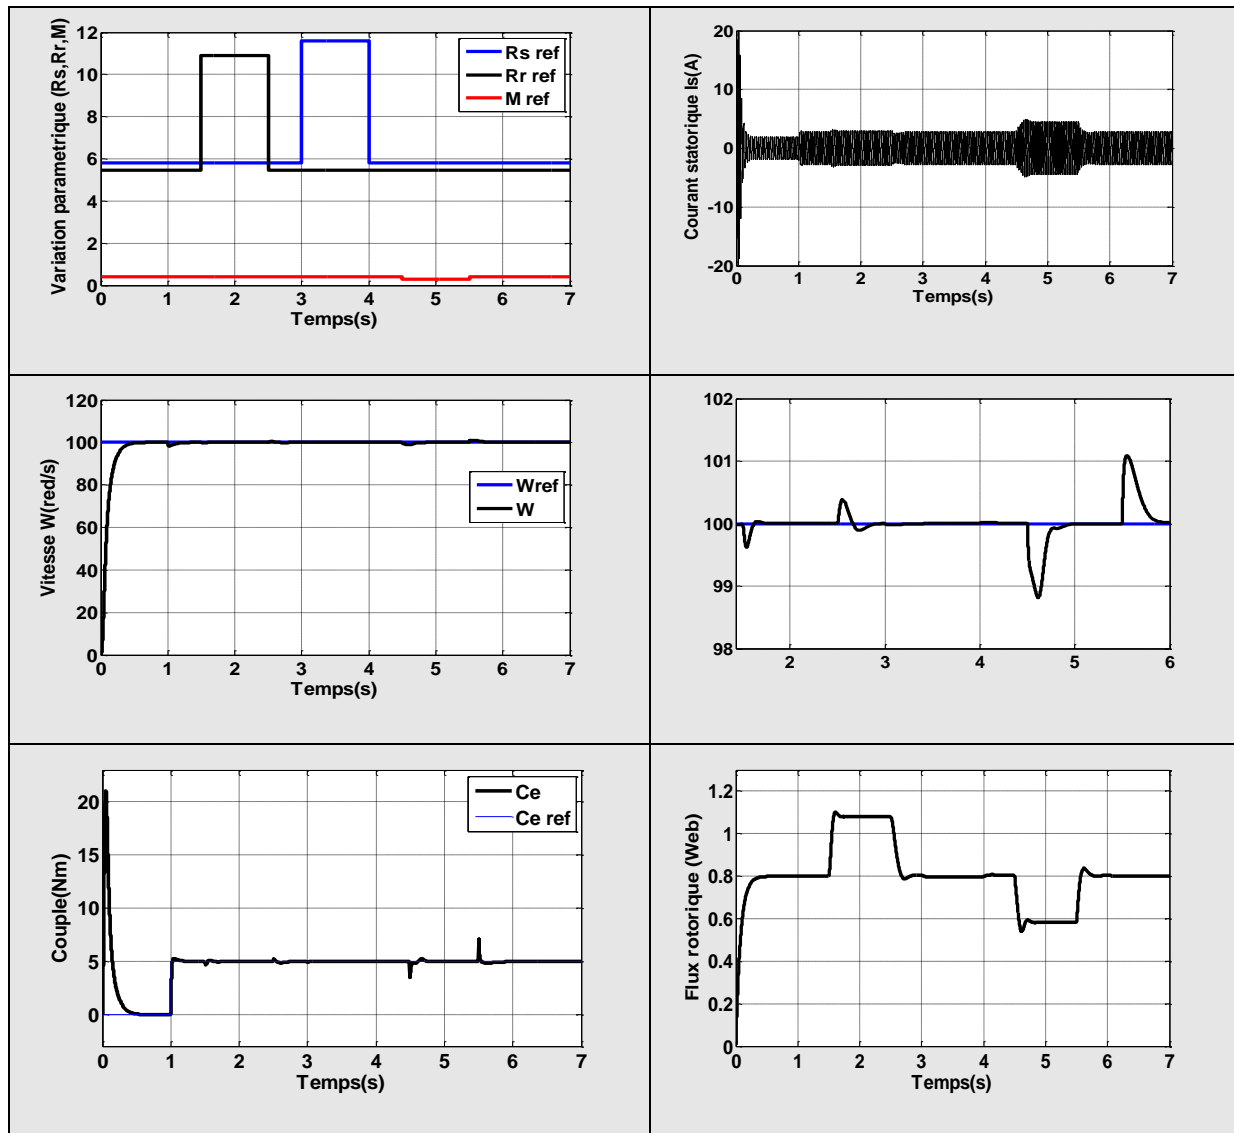 Variation parametrique (Rs,Rr,M)
12
10
8
6
4
2
0
Rs ref
Rr ref
M ref
0 1 2 3 4 5 6 7
Temps(s)
Courant statorique Is(A)
20
10
0
-10
-20
0 1 2 3 4 5 6 7
Temps(s)
Vitesse W(red/s)
120
100
80
60
40
20
0
Wref
W
0 1 2 3 4 5 6 7
Temps(s)
102
101
100
99
98
2 3 4 5 6
Couple(Nm)
20
15
10
5
0
Ce
Ce ref
0 1 2 3 4 5 6 7
Temps(s)
Flux rotorique (Web)
1.2
1
0.8
0.6
0.4
0.2
0
0 1 2 3 4 5 6 7
Temps(s)